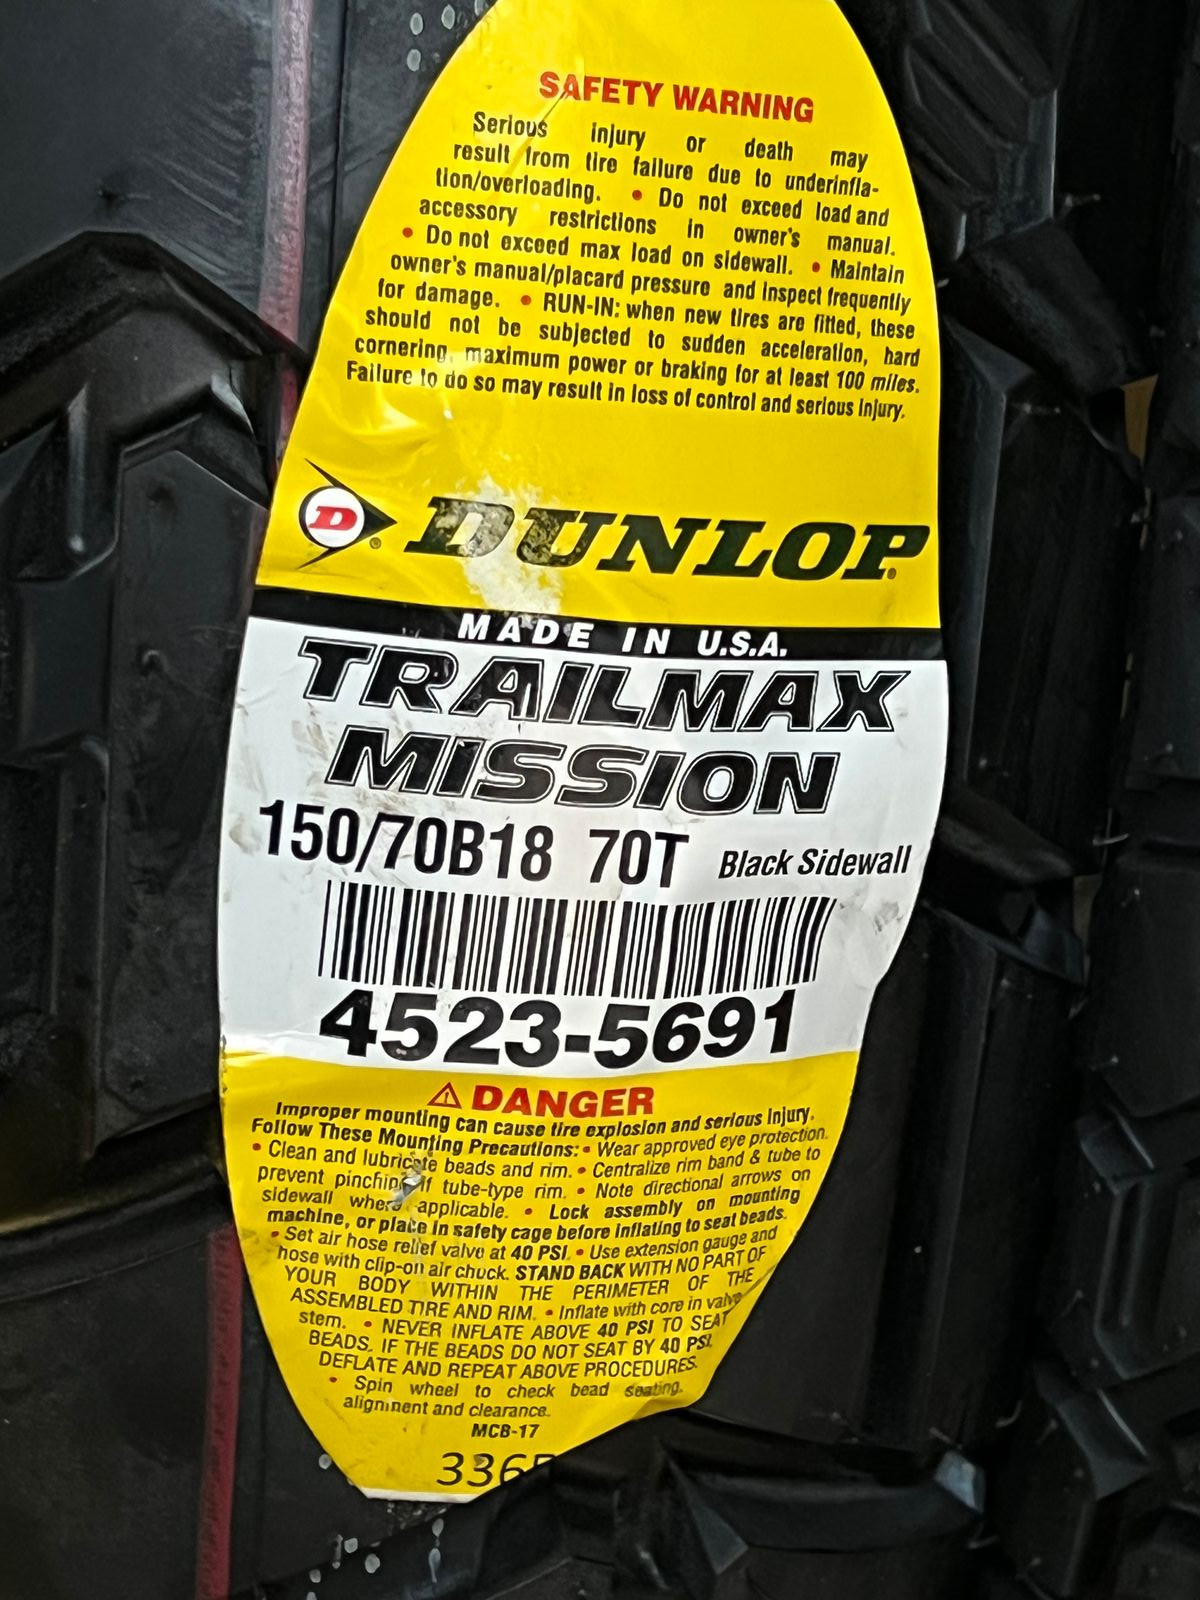 SAFETY WARNING
Serious injury or death may
result from tire failure due to underinfla-
tion/overloading. • Do not exceed load and
accessory restrictions in owner's manual.
• Do not exceed max load on sidewall. • Maintain
owner's manual/placard pressure and inspect frequently
for damage. • RUN-IN: when new tires are fitted, these
should not be subjected to sudden acceleration, hard
cornering, maximum power or braking for at least 100 miles.
Failure to do so may result in loss of control and serious injury.
D ® DUNLOP®
MADE IN U.S.A.
TRAILMAX
MISSION
150/70B18 70T Black Sidewall
4523-5691
⚠ DANGER
Improper mounting can cause tire explosion and serious injury.
Follow These Mounting Precautions: • Wear approved eye protection.
• Clean and lubricate beads and rim. • Centralize rim band & tube to
prevent pinching if tube-type rim. • Note directional arrows on
sidewall where applicable. • Lock assembly on mounting
machine, or place in safety cage before inflating to seat beads.
• Set air hose relief valve at 40 PSI. • Use extension gauge and
hose with clip-on air chuck. STAND BACK WITH NO PART OF
YOUR BODY WITHIN THE PERIMETER OF THE
ASSEMBLED TIRE AND RIM. • Inflate with core in valve
stem. • NEVER INFLATE ABOVE 40 PSI TO SEAT
BEADS. IF THE BEADS DO NOT SEAT BY 40 PSI,
DEFLATE AND REPEAT ABOVE PROCEDURES.
• Spin wheel to check bead seating,
alignment and clearance.
MCB-17
336